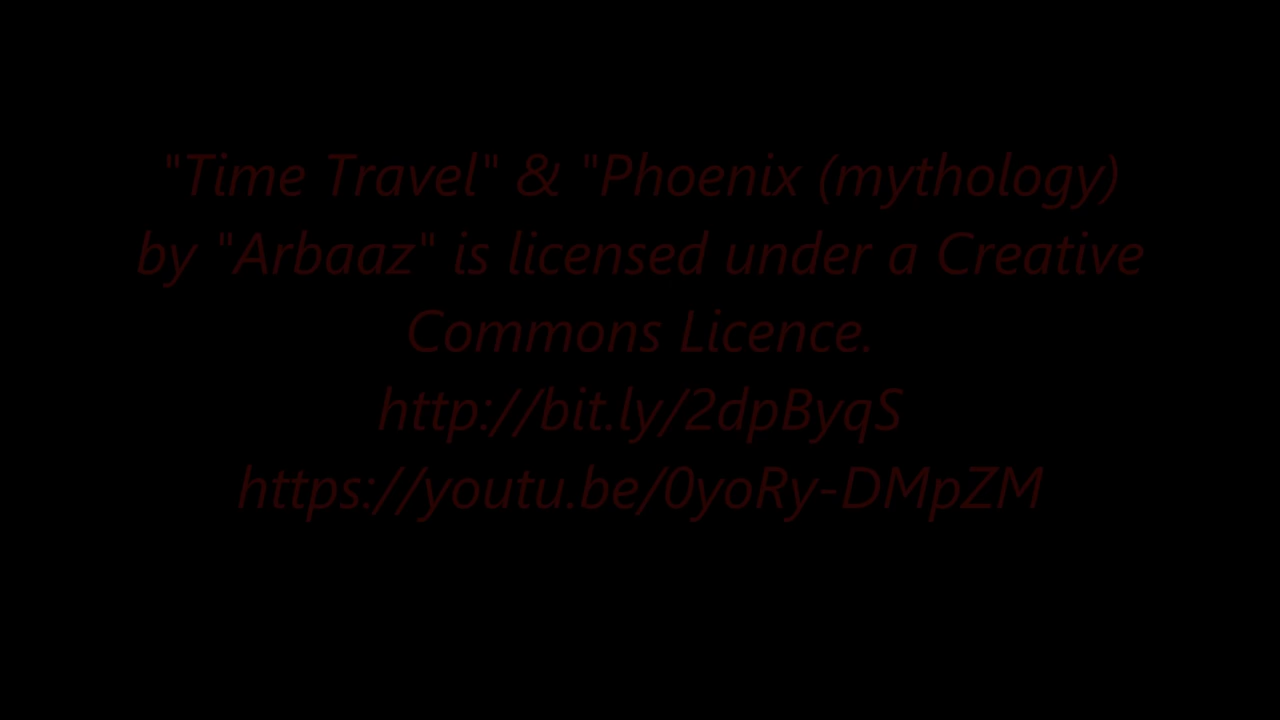 "Time Travel" & "Phoenix (mythology)
by "Arbaaz" is licensed under a Creative
Commons Licence.
http://bit.ly/2dpByqS
https://youtu.be/0yoRy-DMpZM